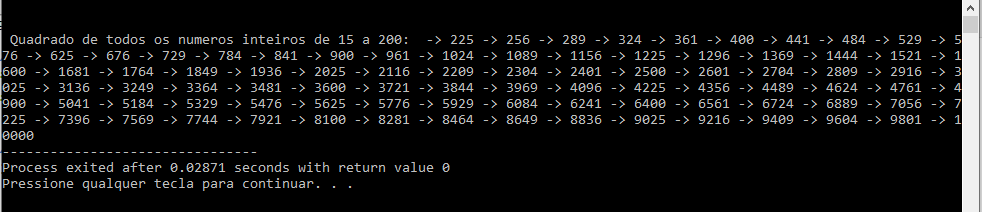 Quadrado de todos os numeros inteiros de 15 a 200:  -> 225 -> 256 -> 289 -> 324 -> 361 -> 400 -> 441 -> 484 -> 529 -> 5
76 -> 625 -> 676 -> 729 -> 784 -> 841 -> 900 -> 961 -> 1024 -> 1089 -> 1156 -> 1225 -> 1296 -> 1369 -> 1444 -> 1521 -> 1
600 -> 1681 -> 1764 -> 1849 -> 1936 -> 2025 -> 2116 -> 2209 -> 2304 -> 2401 -> 2500 -> 2601 -> 2704 -> 2809 -> 2916 -> 3
025 -> 3136 -> 3249 -> 3364 -> 3481 -> 3600 -> 3721 -> 3844 -> 3969 -> 4096 -> 4225 -> 4356 -> 4489 -> 4624 -> 4761 -> 4
900 -> 5041 -> 5184 -> 5329 -> 5476 -> 5625 -> 5776 -> 5929 -> 6084 -> 6241 -> 6400 -> 6561 -> 6724 -> 6889 -> 7056 -> 7
225 -> 7396 -> 7569 -> 7744 -> 7921 -> 8100 -> 8281 -> 8464 -> 8649 -> 8836 -> 9025 -> 9216 -> 9409 -> 9604 -> 9801 -> 1
0000
--------------------------------
Process exited after 0.02871 seconds with return value 0
Pressione qualquer tecla para continuar. . .